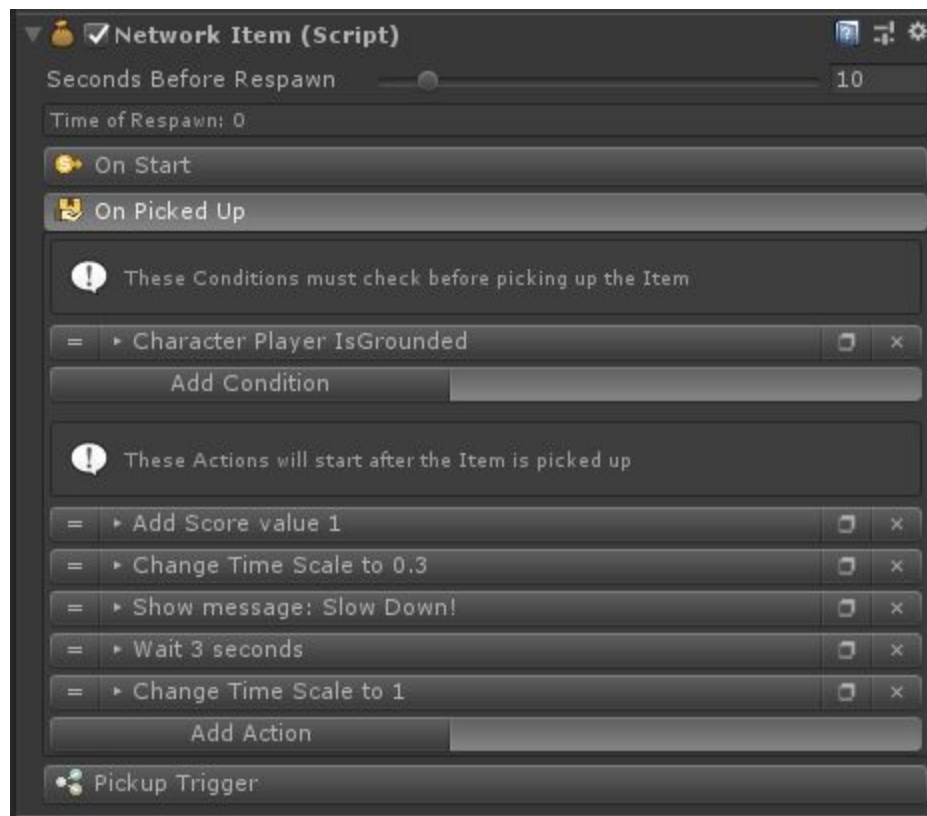 Network Item (Script)
Seconds Before Respawn 10
Time of Respawn: 0
On Start
On Picked Up
These Conditions must check before picking up the Item
= Character Player IsGrounded
Add Condition
These Actions will start after the Item is picked up
= Add Score value 1
= Change Time Scale to 0.3
= Show message: Slow Down!
= Wait 3 seconds
= Change Time Scale to 1
Add Action
Pickup Trigger